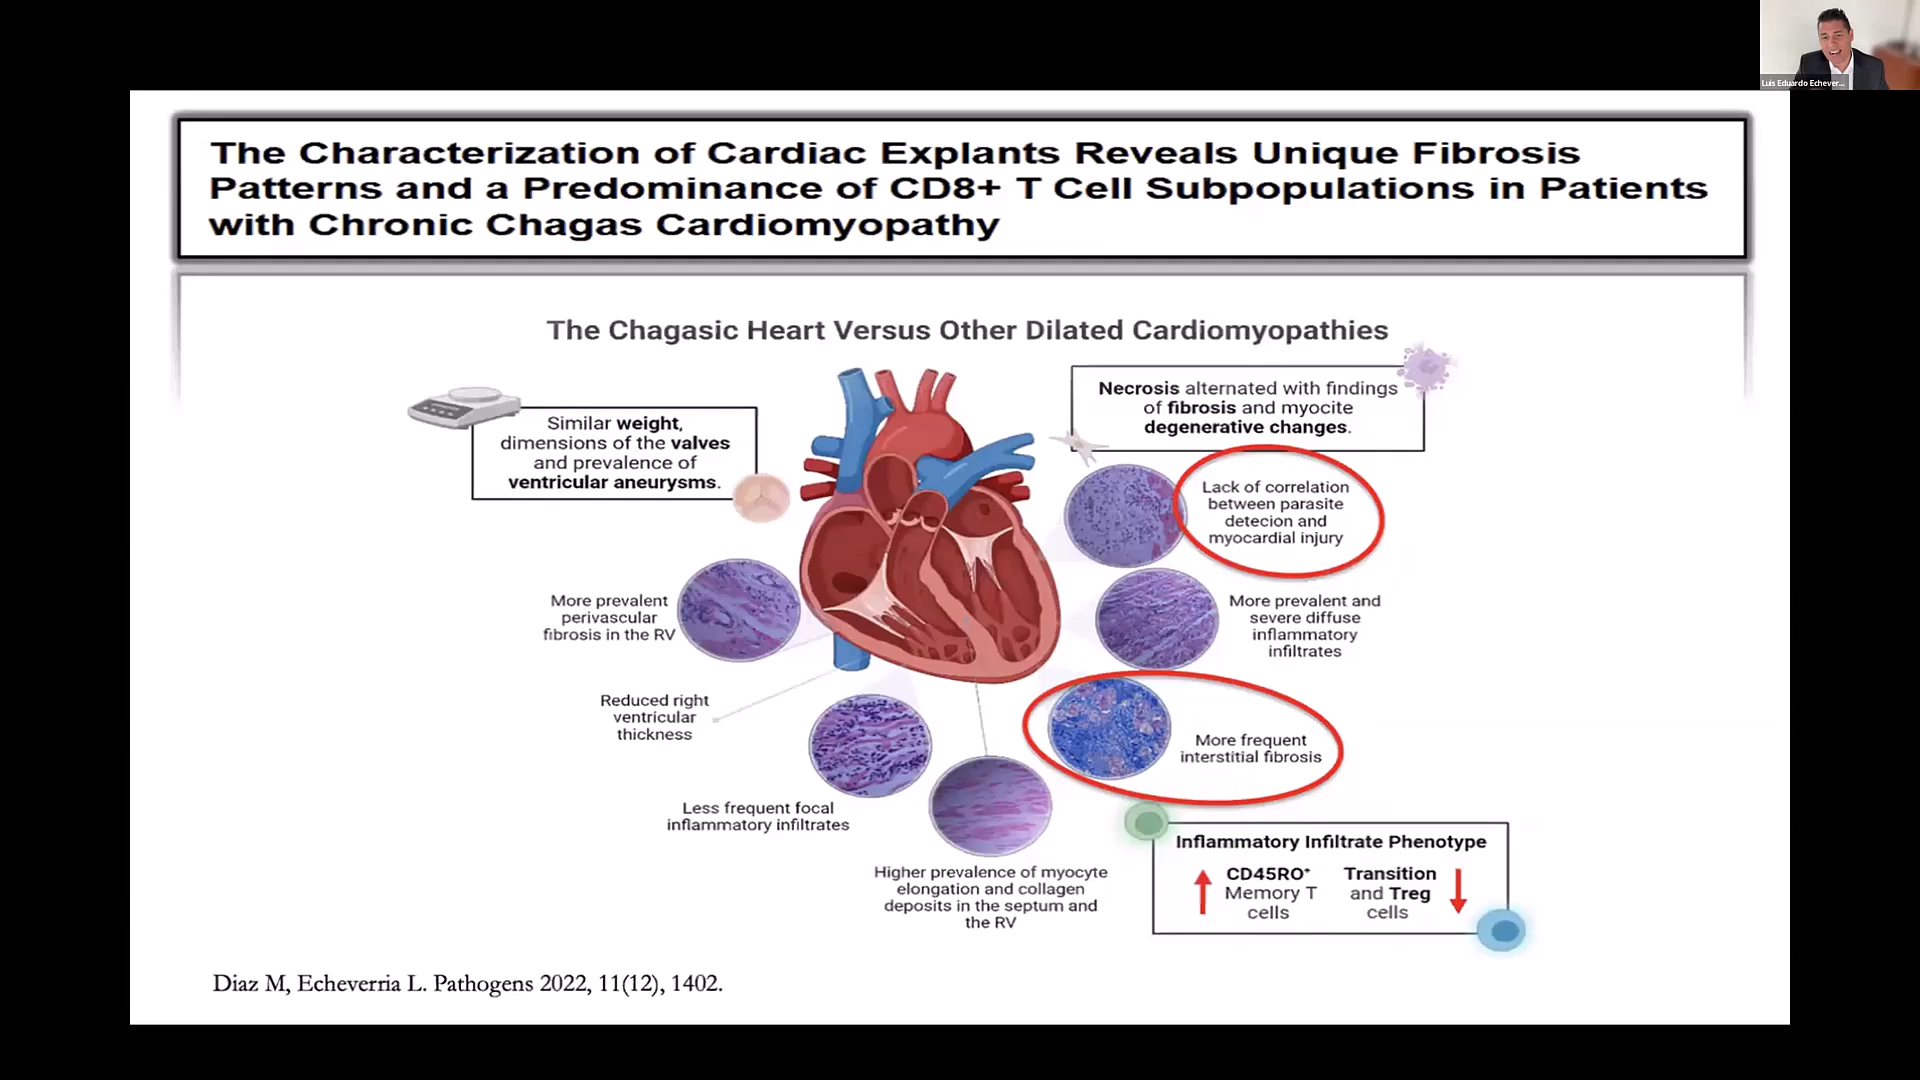 Luis Eduardo Echever...
The Characterization of Cardiac Explants Reveals Unique Fibrosis
Patterns and a Predominance of CD8+ T Cell Subpopulations in Patients
with Chronic Chagas Cardiomyopathy
The Chagasic Heart Versus Other Dilated Cardiomyopathies
Similar weight,
dimensions of the valves
and prevalence of
ventricular aneurysms.
Necrosis alternated with findings
of fibrosis and myocite
degenerative changes.
Lack of correlation
between parasite
detecion and
myocardial injury
More prevalent
perivascular
fibrosis in the RV
More prevalent and
severe diffuse
inflammatory
infiltrates
Reduced right
ventricular
thickness
More frequent
interstitial fibrosis
Less frequent focal
inflammatory infiltrates
Higher prevalence of myocyte
elongation and collagen
deposits in the septum and
the RV
Inflammatory Infiltrate Phenotype
CD45RO⁺
Memory T
cells
Transition
and Treg
cells
Diaz M, Echeverria L. Pathogens 2022, 11(12), 1402.